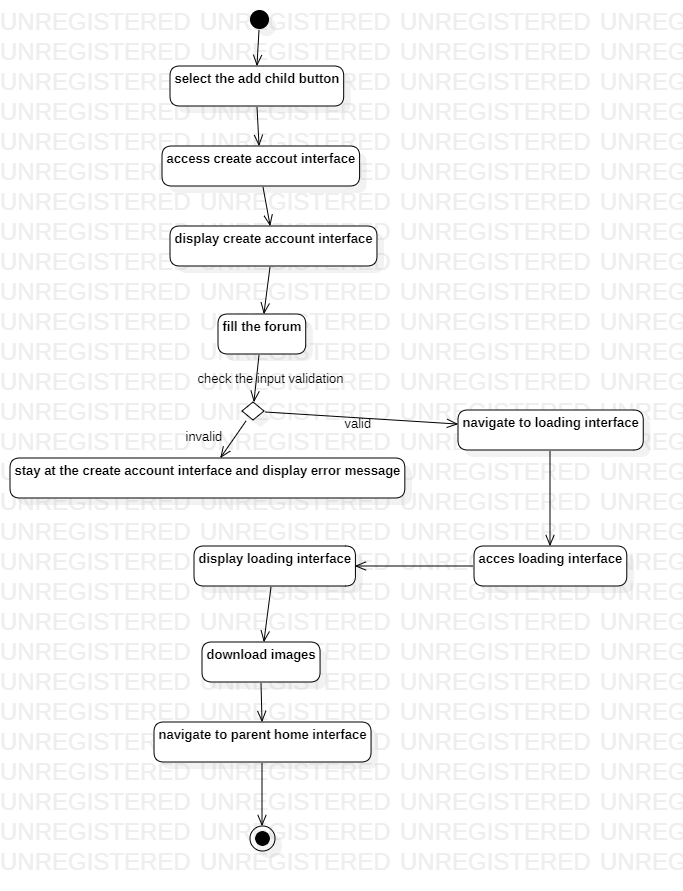 select the add child button
access create accout interface
display create account interface
fill the forum
check the input validation
valid
invalid
navigate to loading interface
stay at the create account interface and display error message
display loading interface
acces loading interface
download images
navigate to parent home interface
UNREGISTERED UNREGISTERED UNREGISTERED UNREGISTERED